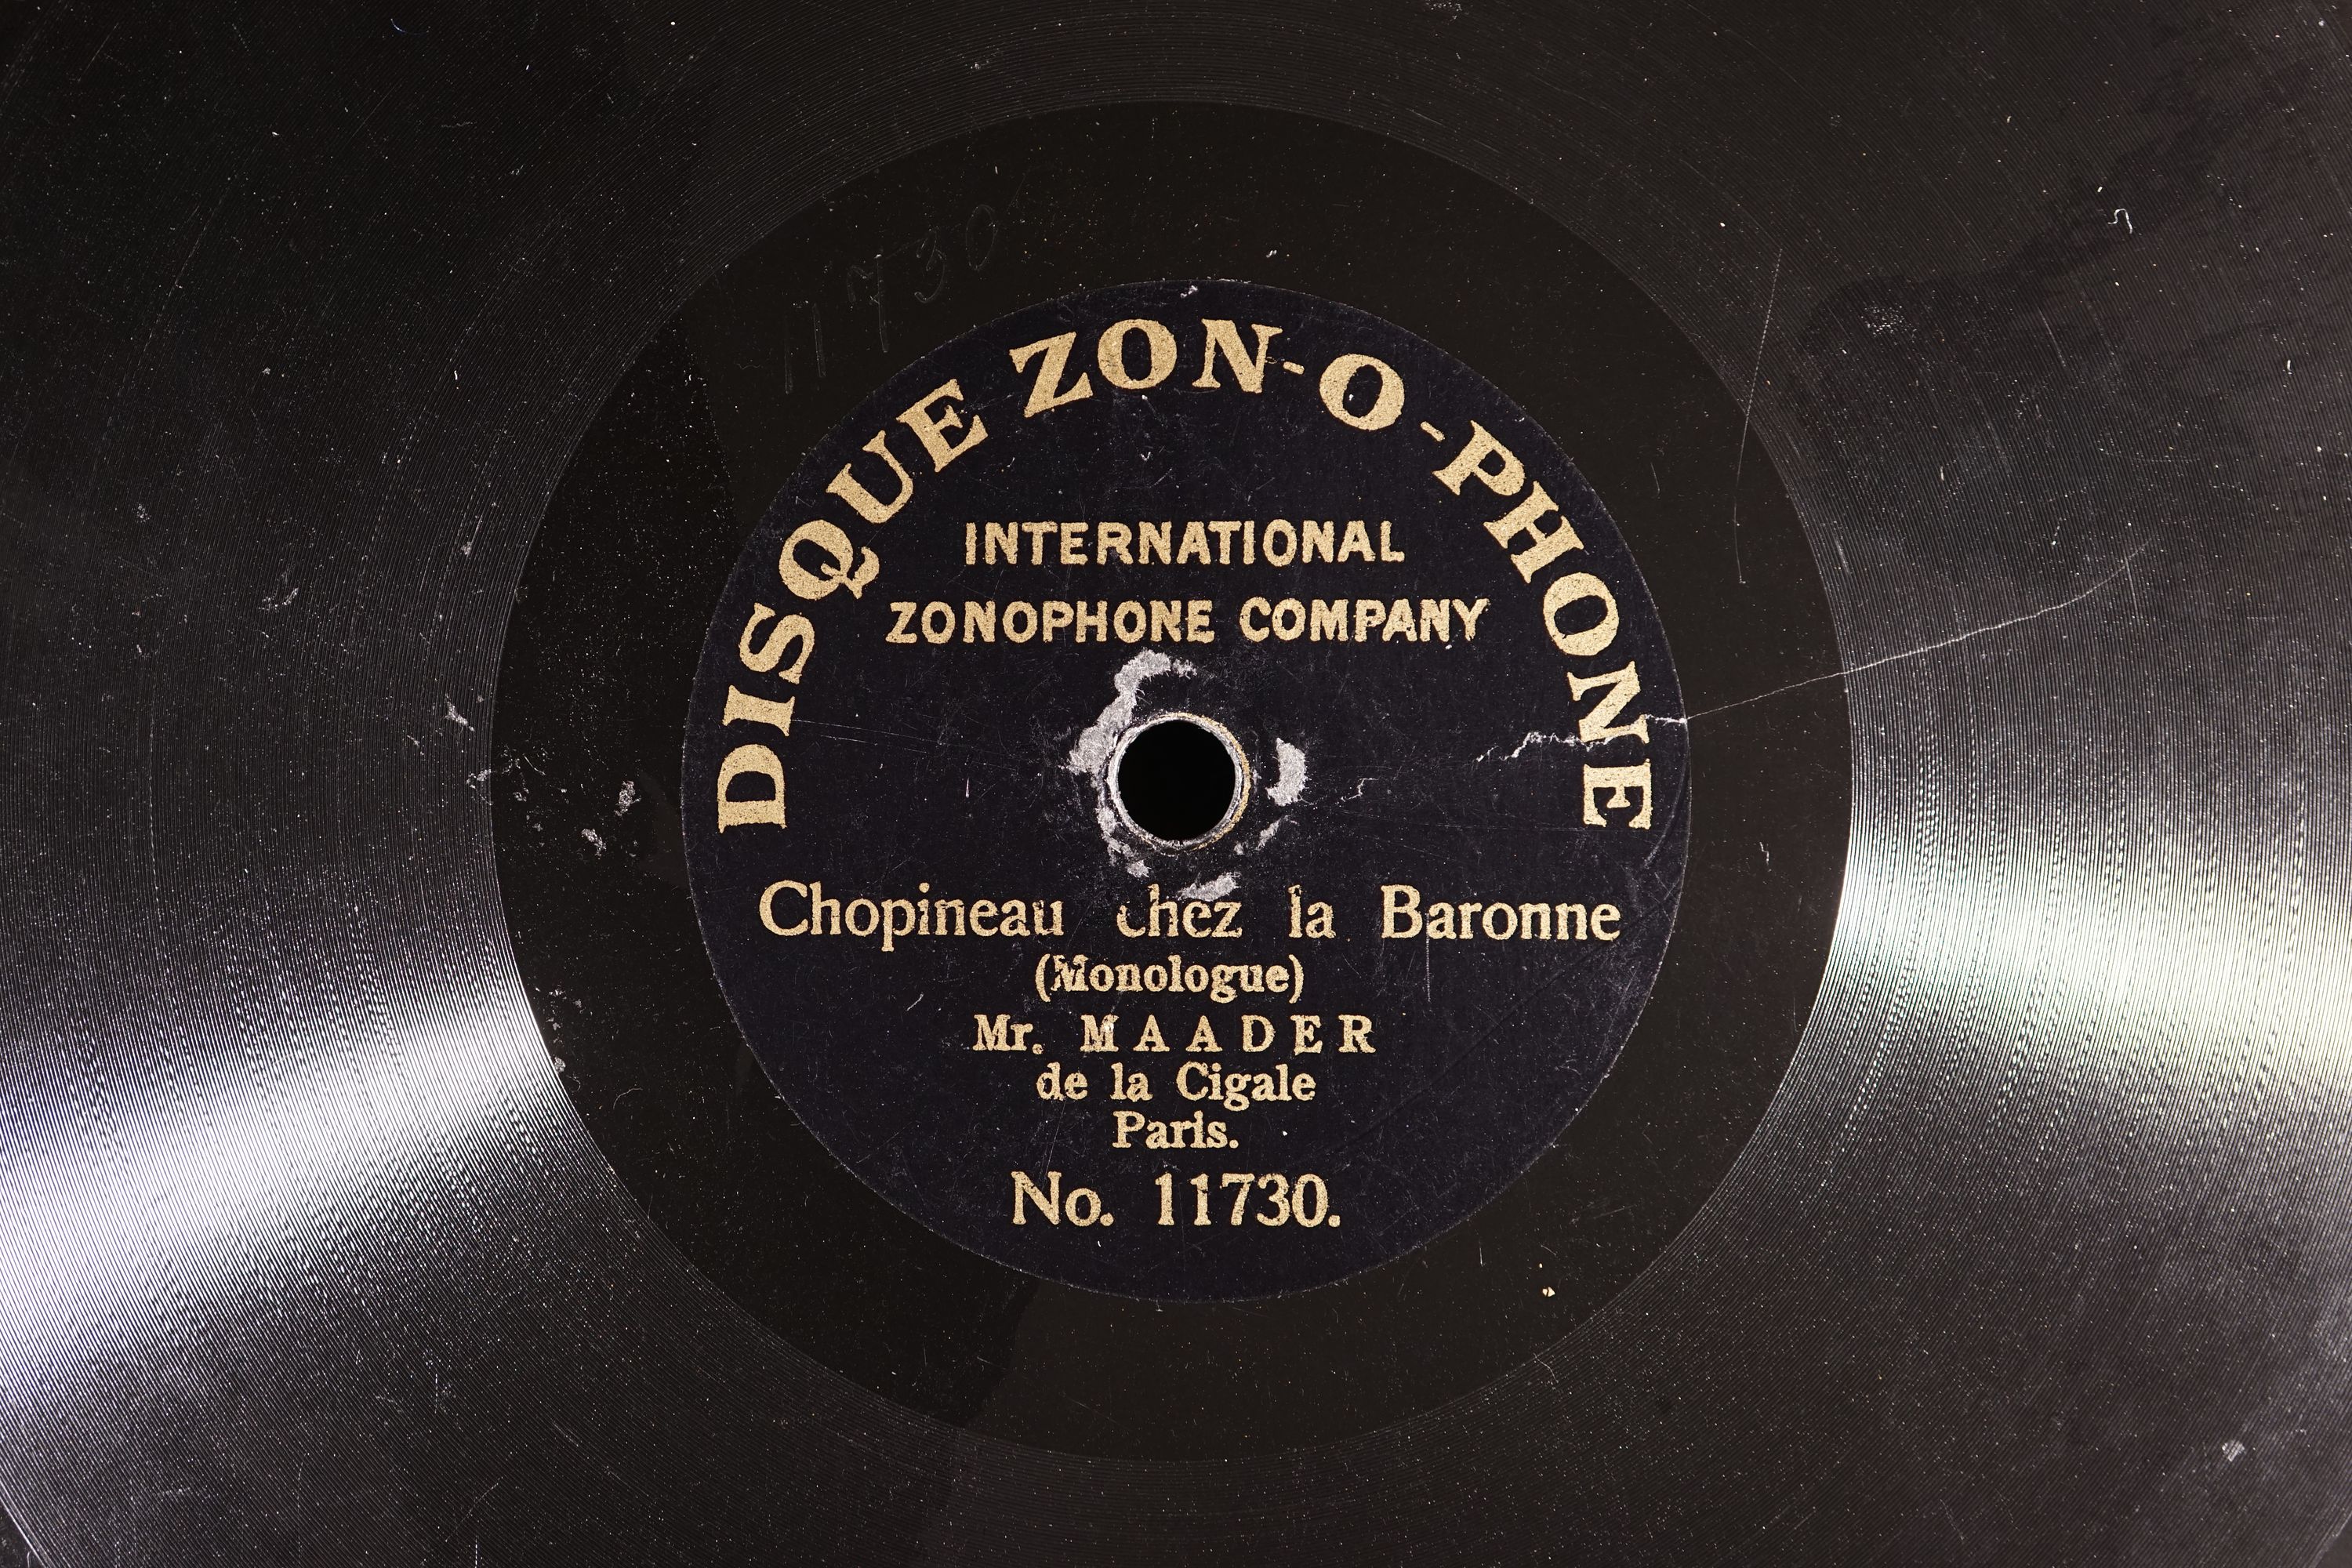 11730
DISQUE ZON-O-PHONE
INTERNATIONAL
ZONOPHONE COMPANY
Chopineau chez la Baronne
(Monologue)
Mr. MAADER
de la Cigale
Paris.
No. 11730.